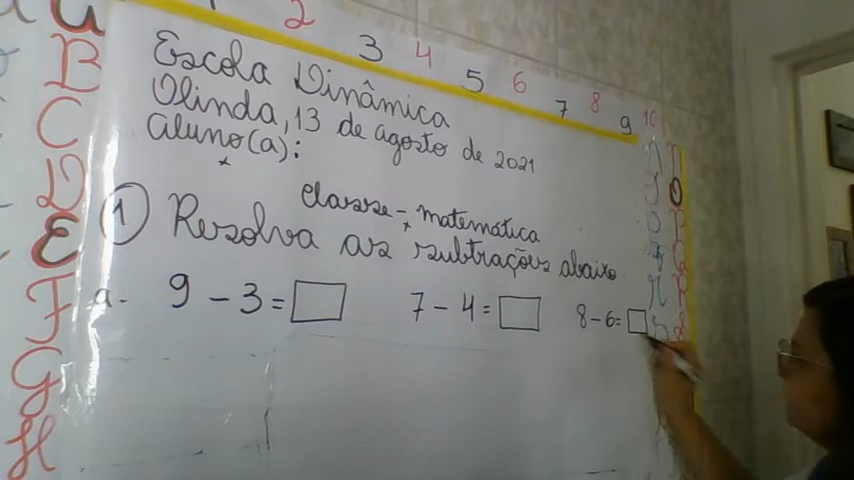 2 3 4 5 6 7 8 9 10
Escola Dinâmica
Olinda, 13 de agosto de 2021
Aluno(a):
Classe - matemática
1 Resolva as subtrações abaixo
a- 9 - 3 = 7 - 4 = 8 - 6 =
B
C
D
E
F
G
H